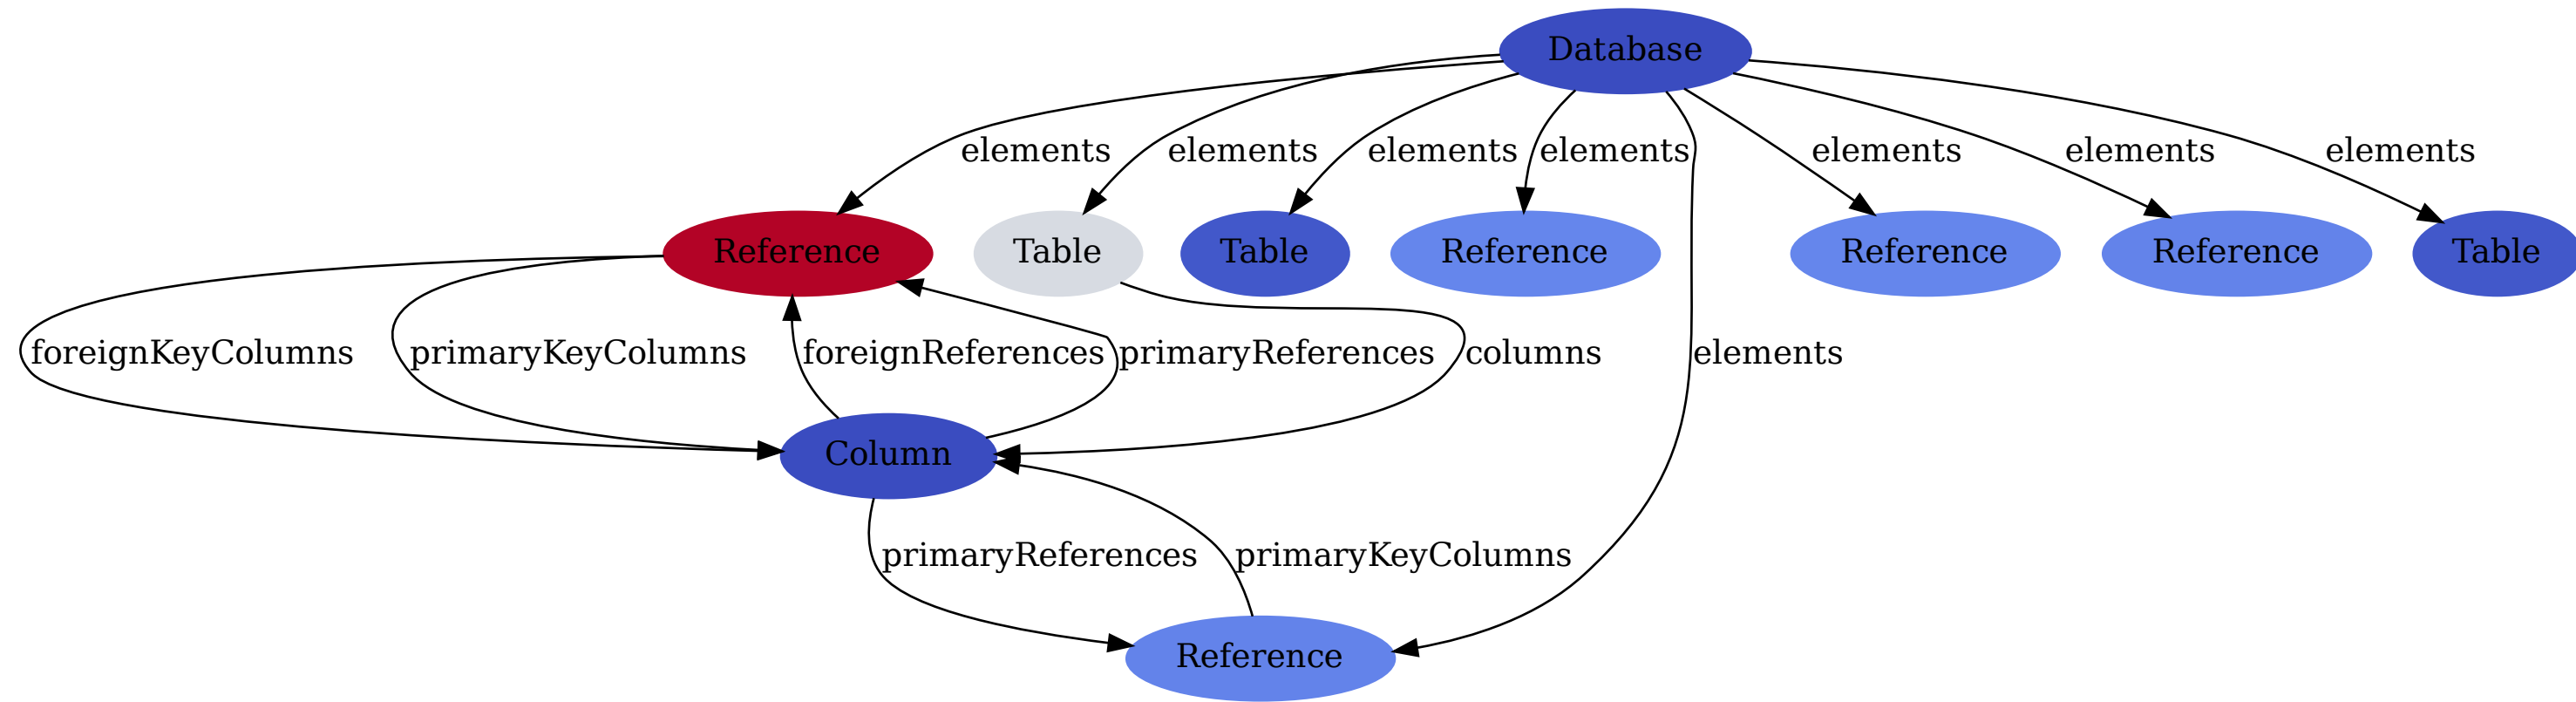 Database
elements elements elements elements elements elements elements
Reference Table Table Reference Reference Reference Table
foreignKeyColumns primaryKeyColumns foreignReferences primaryReferences columns elements
Column
primaryReferences primaryKeyColumns
Reference